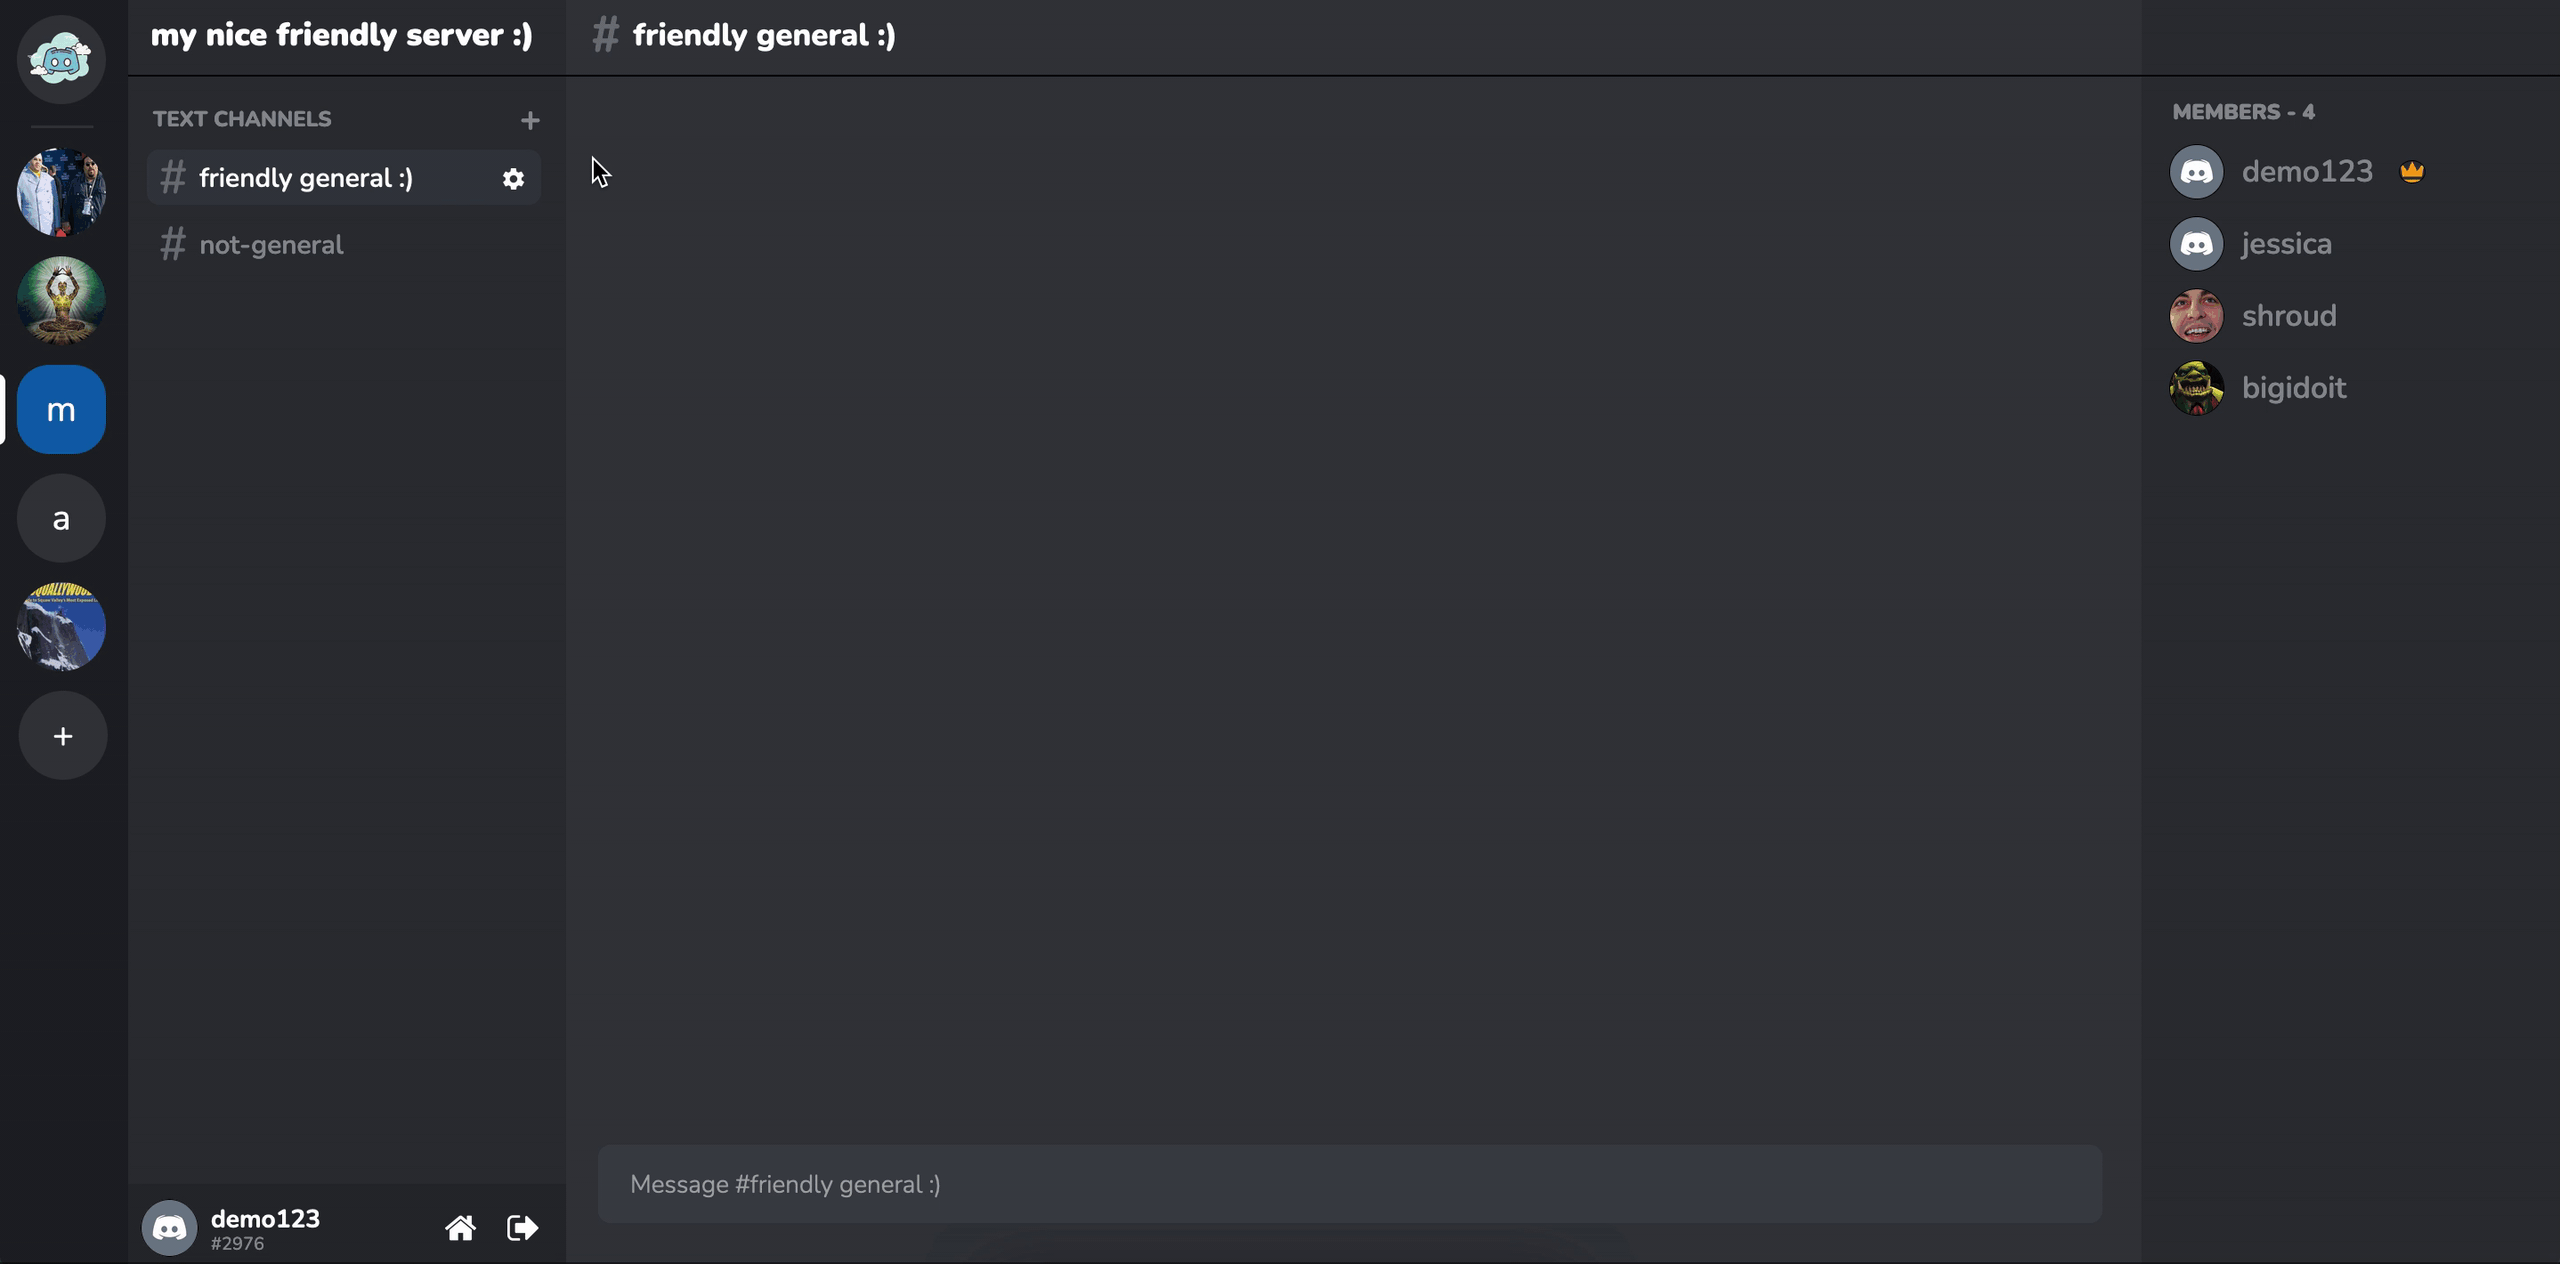 my nice friendly server :)
# friendly general :)
TEXT CHANNELS +
# friendly general :)
# not-general
m
a
+
Message #friendly general :)
demo123
#2976
MEMBERS - 4
demo123
jessica
shroud
bigidoit